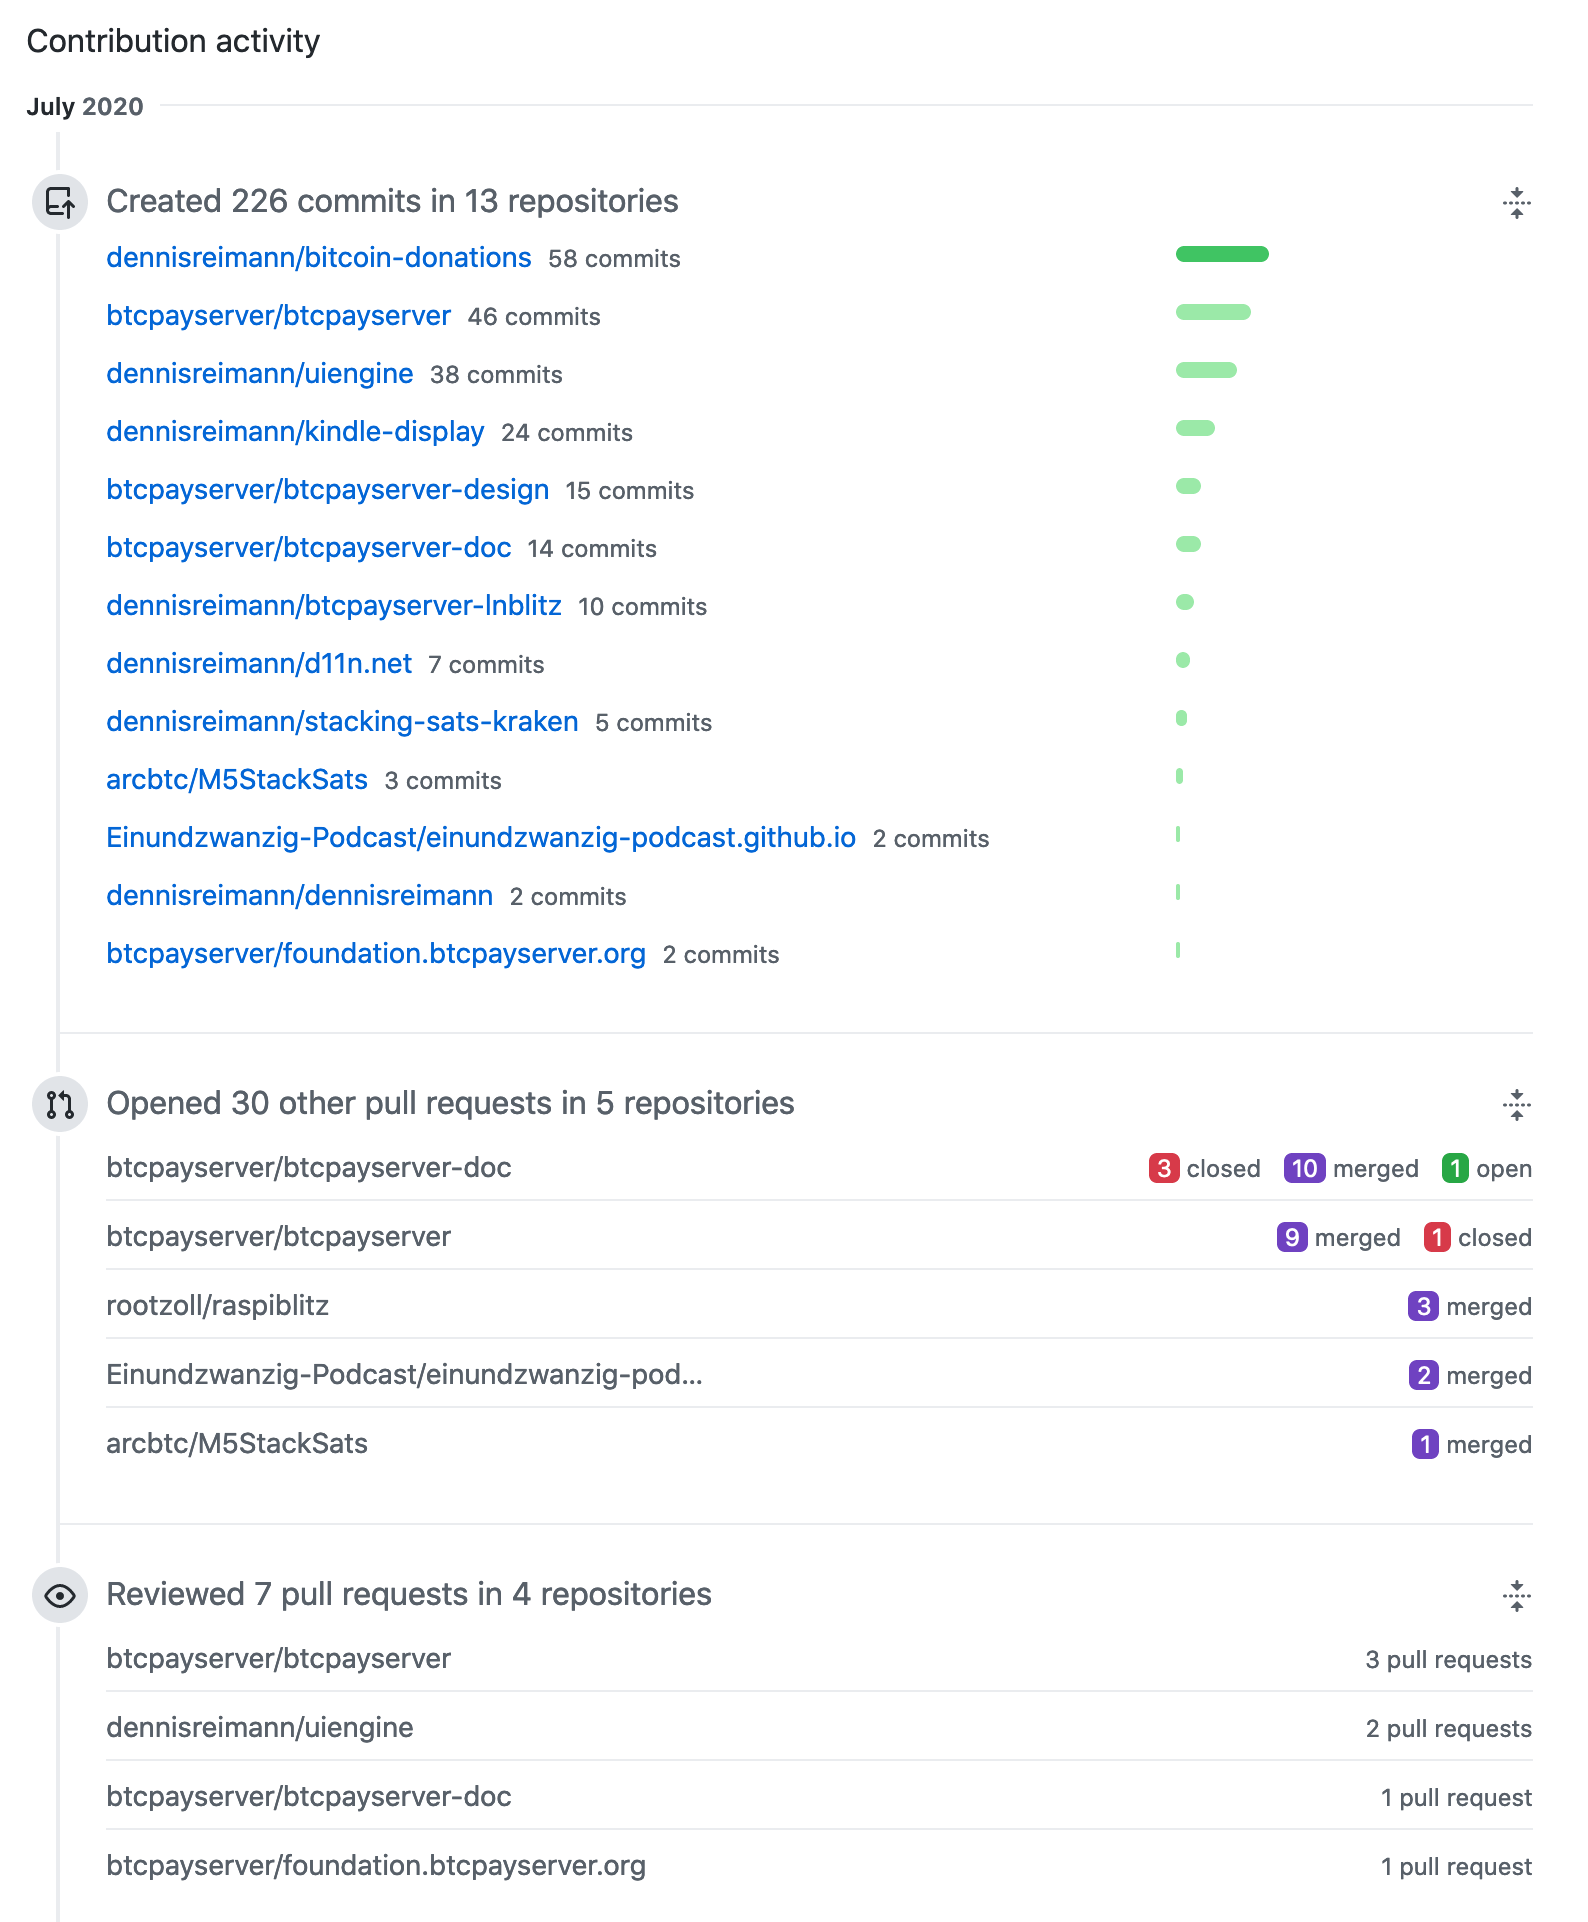 Contribution activity
July 2020
Created 226 commits in 13 repositories
dennisreimann/bitcoin-donations 58 commits
btcpayserver/btcpayserver 46 commits
dennisreimann/uiengine 38 commits
dennisreimann/kindle-display 24 commits
btcpayserver/btcpayserver-design 15 commits
btcpayserver/btcpayserver-doc 14 commits
dennisreimann/btcpayserver-lnblitz 10 commits
dennisreimann/d11n.net 7 commits
dennisreimann/stacking-sats-kraken 5 commits
arcbtc/M5StackSats 3 commits
Einundzwanzig-Podcast/einundzwanzig-podcast.github.io 2 commits
dennisreimann/dennisreimann 2 commits
btcpayserver/foundation.btcpayserver.org 2 commits
Opened 30 other pull requests in 5 repositories
btcpayserver/btcpayserver-doc 3 closed 10 merged 1 open
btcpayserver/btcpayserver 9 merged 1 closed
rootzoll/raspiblitz 3 merged
Einundzwanzig-Podcast/einundzwanzig-pod... 2 merged
arcbtc/M5StackSats 1 merged
Reviewed 7 pull requests in 4 repositories
btcpayserver/btcpayserver 3 pull requests
dennisreimann/uiengine 2 pull requests
btcpayserver/btcpayserver-doc 1 pull request
btcpayserver/foundation.btcpayserver.org 1 pull request